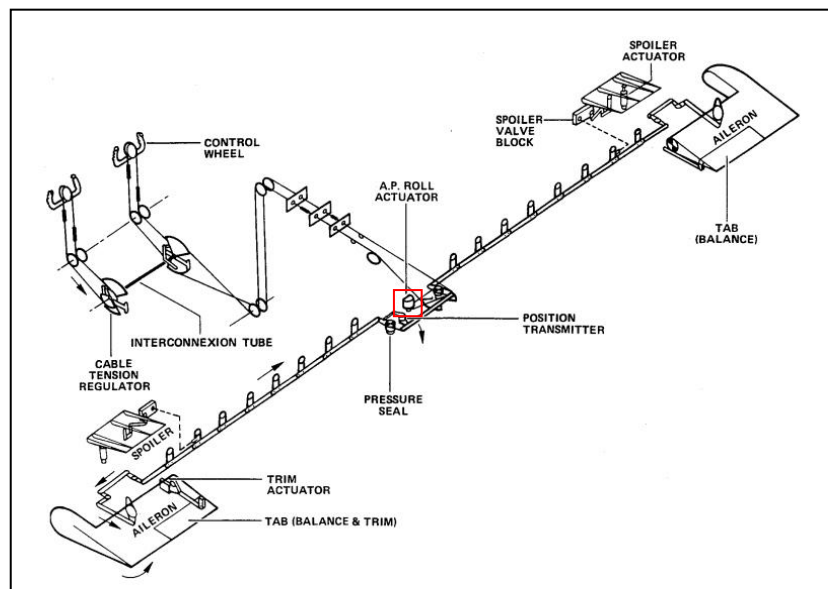 SPOILER
ACTUATOR
CONTROL
WHEEL
SPOILER
VALVE
BLOCK
AILERON
A.P. ROLL
ACTUATOR
TAB
(BALANCE)
POSITION
TRANSMITTER
INTERCONNEXION TUBE
CABLE
TENSION
REGULATOR
PRESSURE
SEAL
SPOILER
TRIM
ACTUATOR
AILERON
TAB (BALANCE & TRIM)